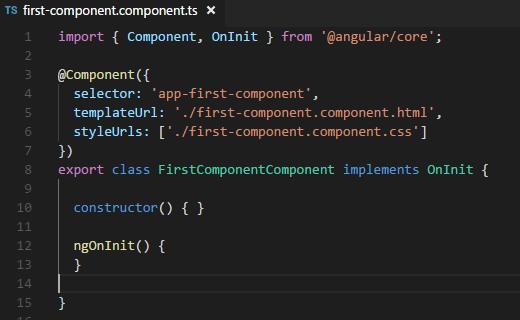 TS first-component.component.ts ×
1 import { Component, OnInit } from '@angular/core';
2
3 @Component({
4   selector: 'app-first-component',
5   templateUrl: './first-component.component.html',
6   styleUrls: ['./first-component.component.css']
7 })
8 export class FirstComponentComponent implements OnInit {
9
10   constructor() { }
11
12   ngOnInit() {
13   }
14
15 }